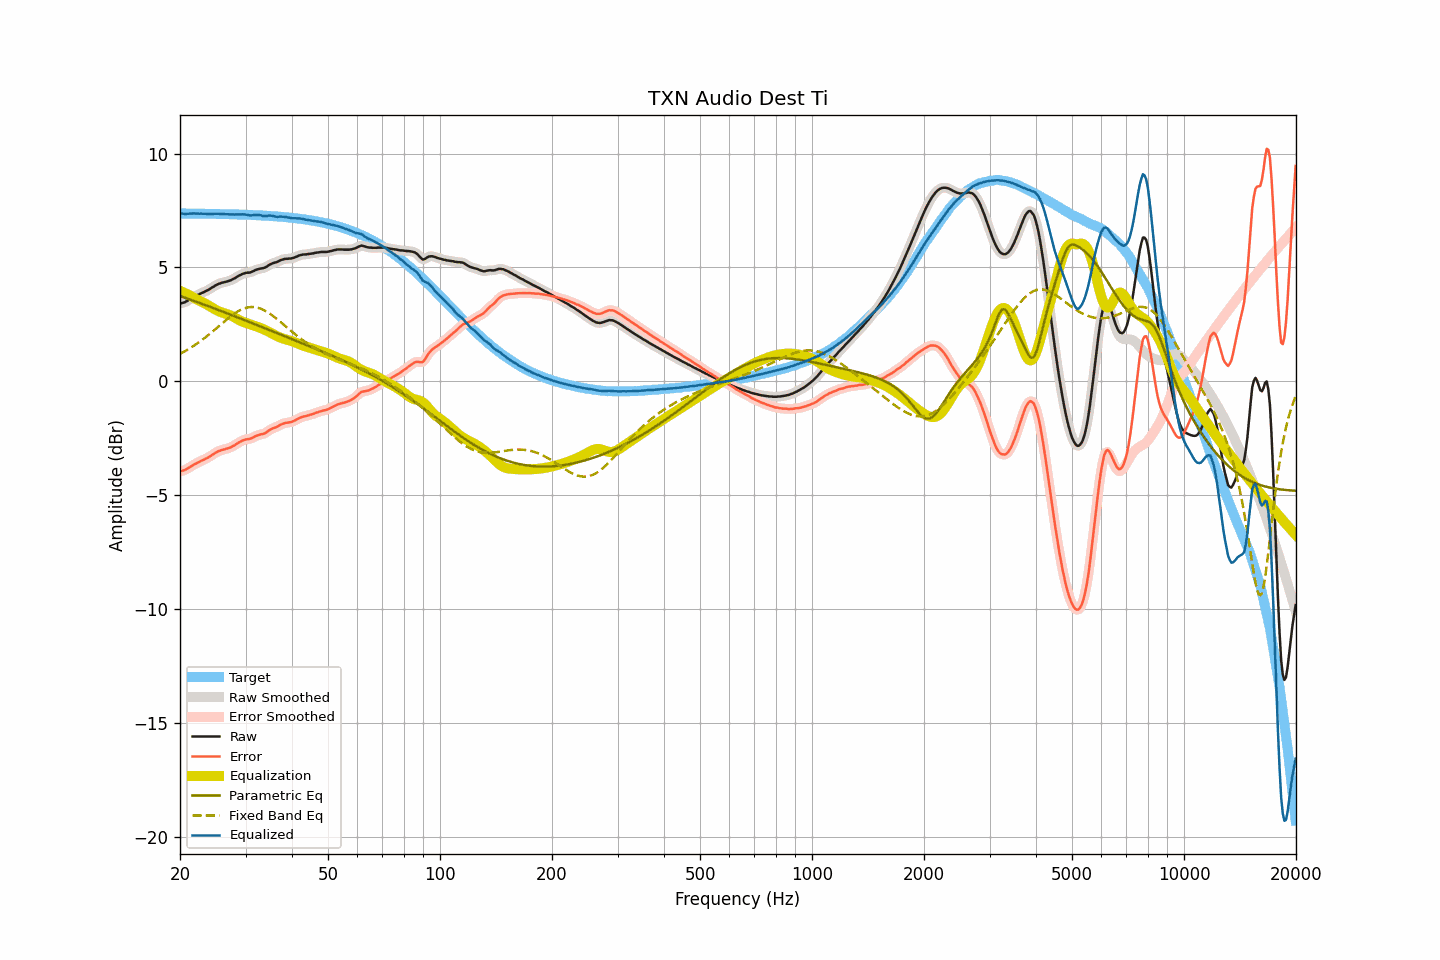 TXN Audio Dest Ti
10
5
0
−5
−10
−15
−20
Amplitude (dBr)
Target
Raw Smoothed
Error Smoothed
Raw
Error
Equalization
Parametric Eq
Fixed Band Eq
Equalized
20 50 100 200 500 1000 2000 5000 10000 20000
Frequency (Hz)